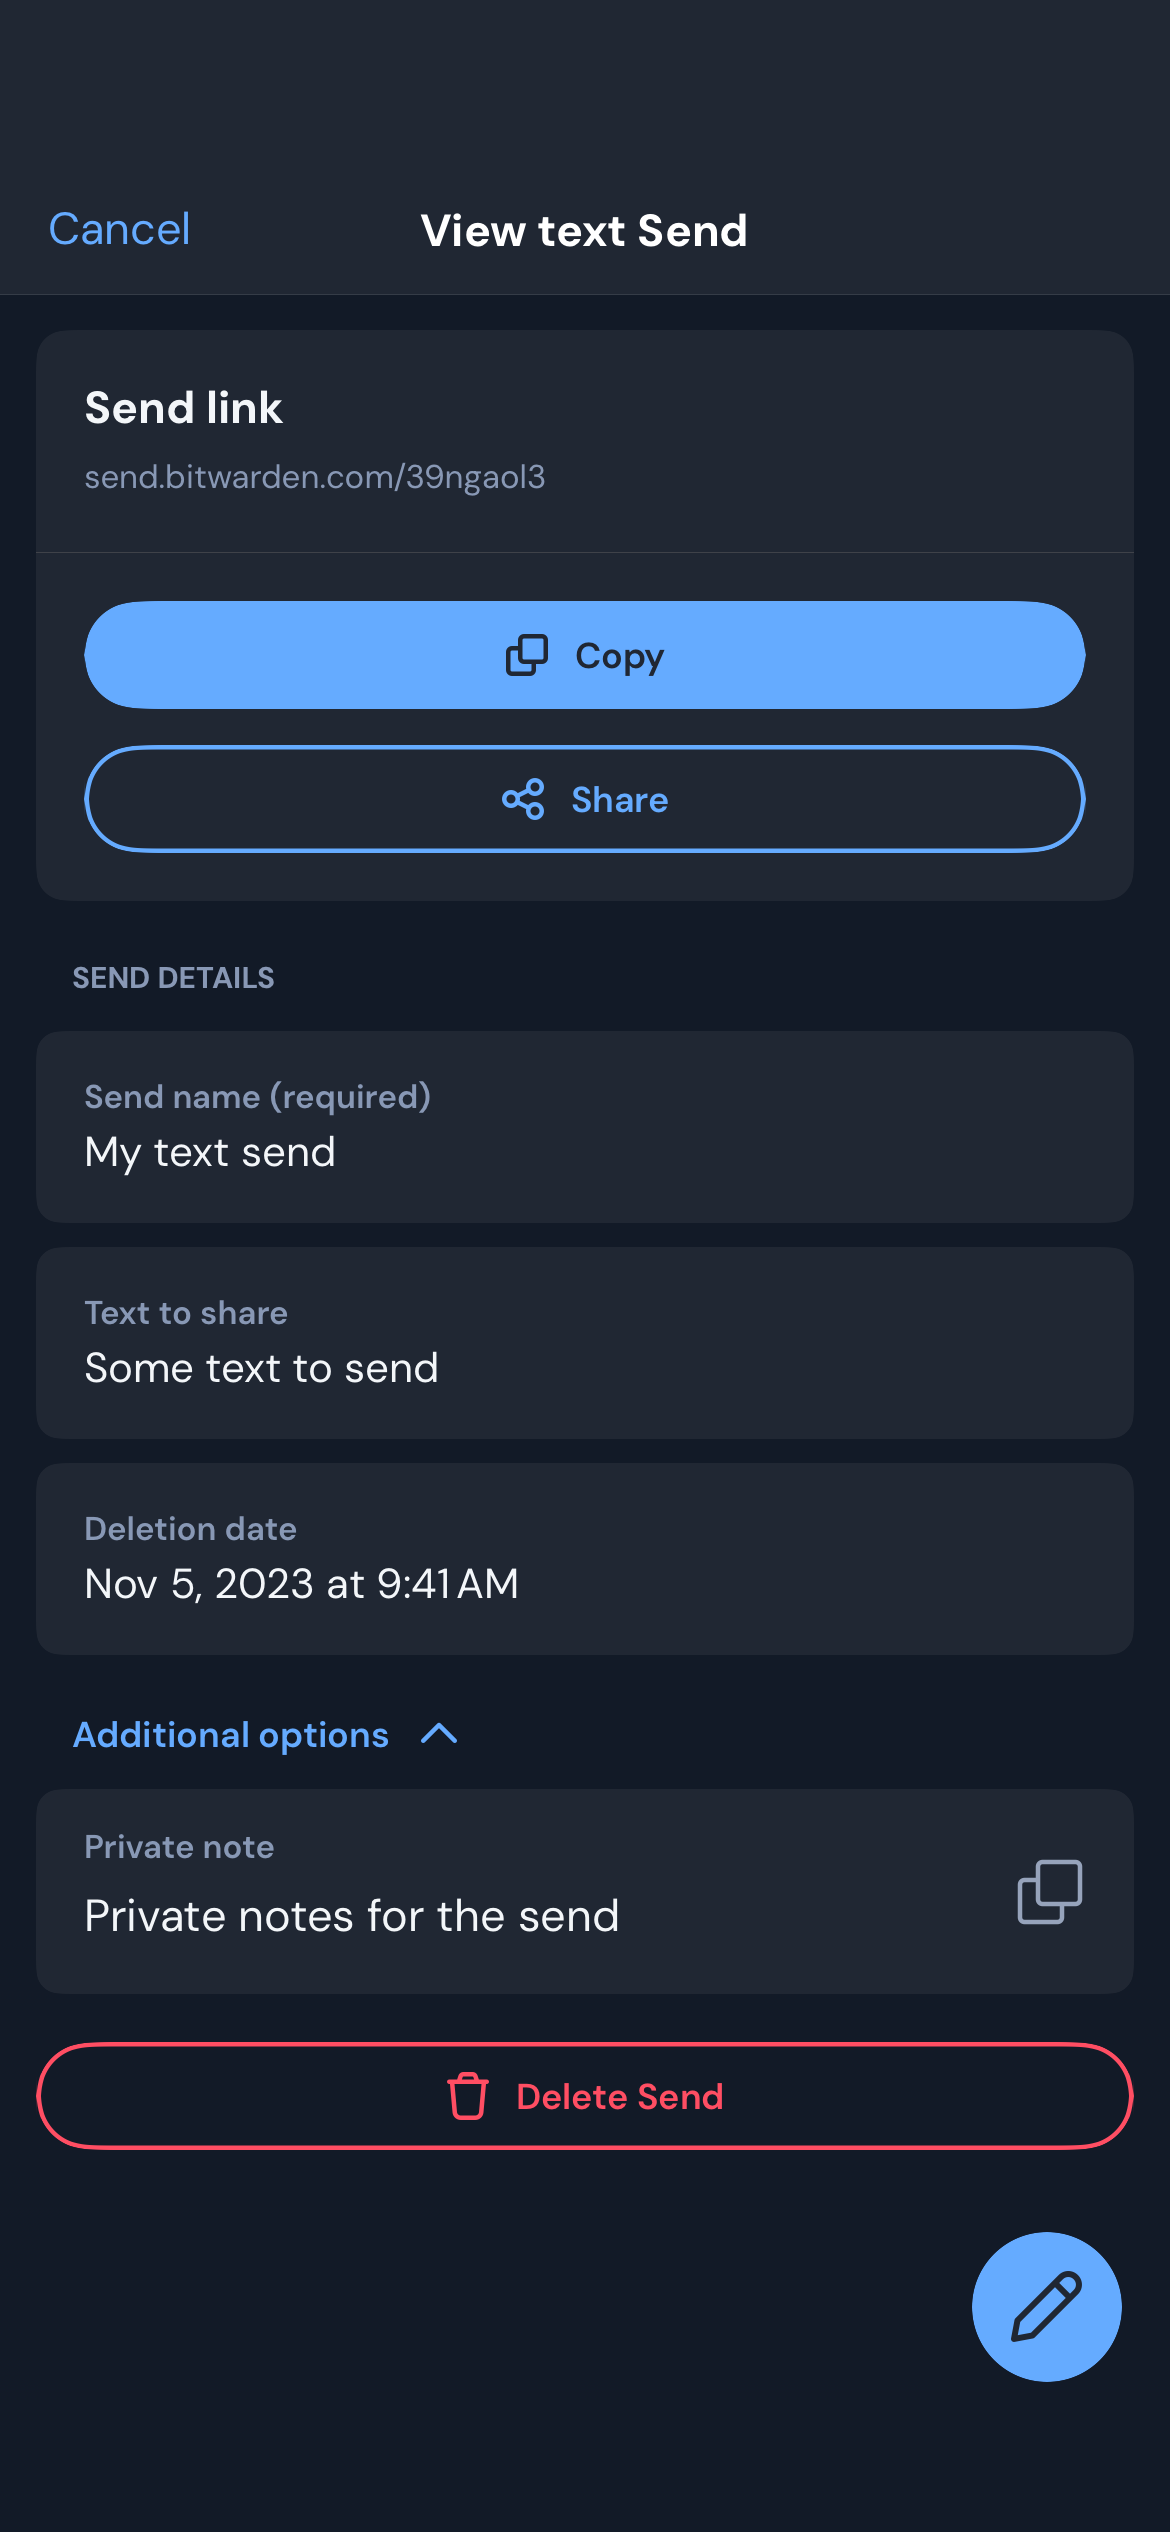 Cancel
View text Send
Send link
send.bitwarden.com/39ngaol3
Copy
Share
SEND DETAILS
Send name (required)
My text send
Text to share
Some text to send
Deletion date
Nov 5, 2023 at 9:41 AM
Additional options
Private note
Private notes for the send
Delete Send